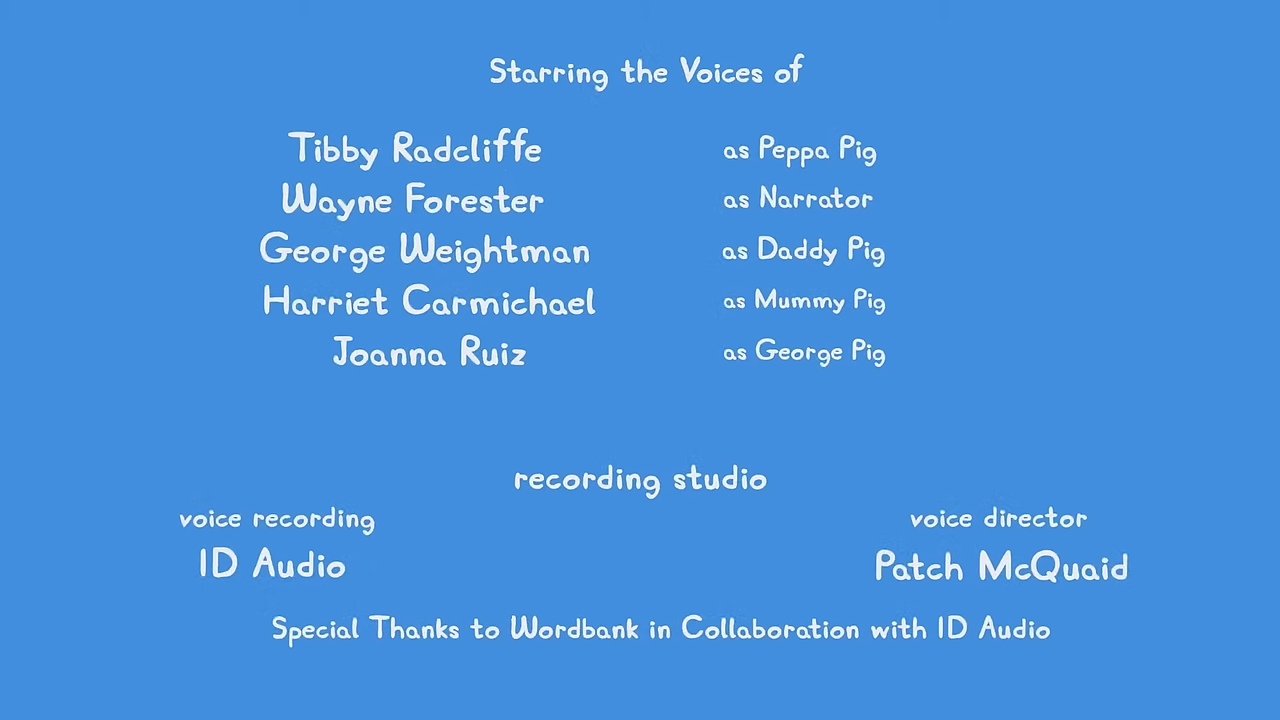 Starring the Voices of
Tibby Radcliffe as Peppa Pig
Wayne Forester as Narrator
George Weightman as Daddy Pig
Harriet Carmichael as Mummy Pig
Joanna Ruiz as George Pig
recording studio
voice recording voice director
ID Audio Patch McQuaid
Special Thanks to Wordbank in Collaboration with ID Audio